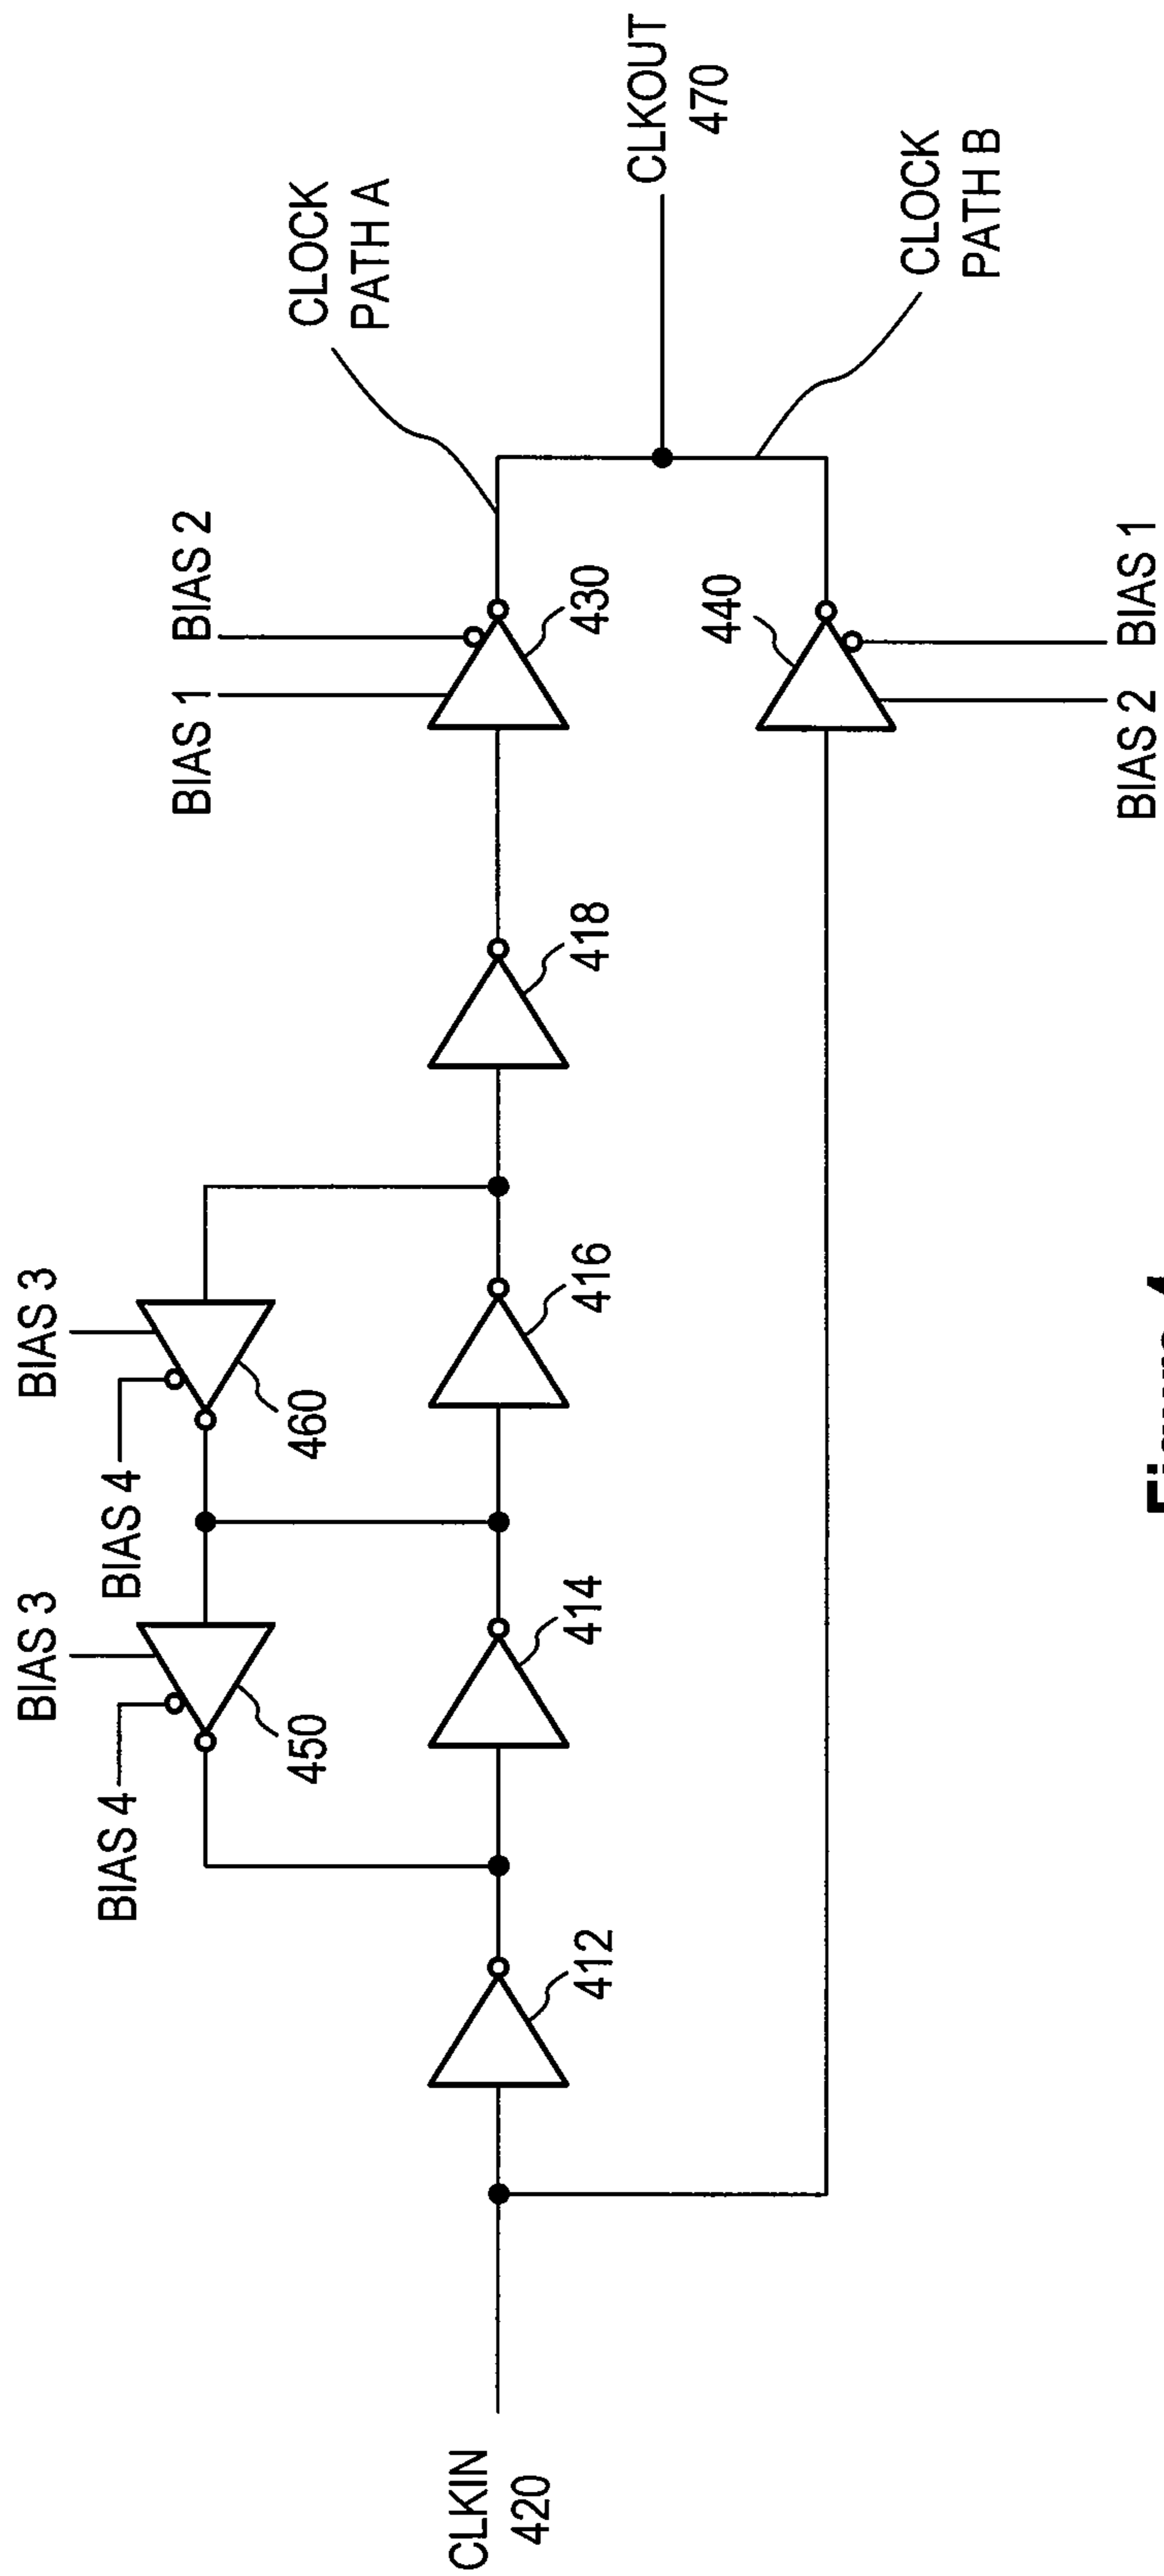 BIAS 3
BIAS 4
BIAS 3
BIAS 4
BIAS 1
BIAS 2
CLOCK
PATH A
CLKIN
420
412
450
414
460
416
418
430
CLKOUT
470
440
BIAS 2
BIAS 1
CLOCK
PATH B